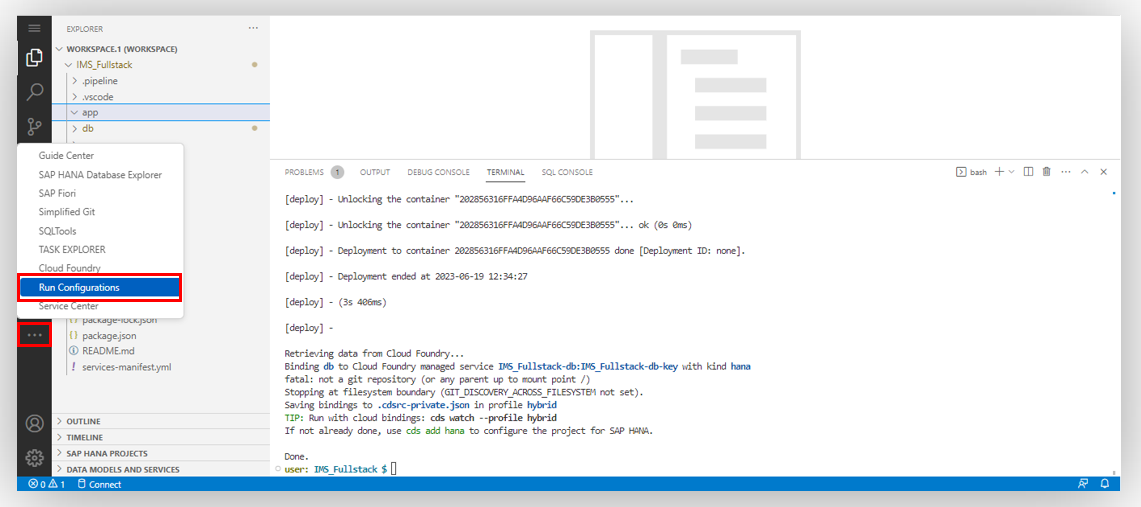 EXPLORER
WORKSPACE.1 (WORKSPACE)
IMS_Fullstack
.pipeline
.vscode
app
db
Guide Center
SAP HANA Database Explorer
SAP Fiori
Simplified Git
SQLTools
TASK EXPLORER
Cloud Foundry
Run Configurations
Service Center
package-lock.json
package.json
README.md
services-manifest.yml
OUTLINE
TIMELINE
SAP HANA PROJECTS
DATA MODELS AND SERVICES
PROBLEMS 1 OUTPUT DEBUG CONSOLE TERMINAL SQL CONSOLE bash
[deploy] - Unlocking the container "202856316FFA4D96AAF66C59DE3B0555"...
[deploy] - Unlocking the container "202856316FFA4D96AAF66C59DE3B0555"... ok (0s 0ms)
[deploy] - Deployment to container 202856316FFA4D96AAF66C59DE3B0555 done [Deployment ID: none].
[deploy] - Deployment ended at 2023-06-19 12:34:27
[deploy] - (3s 406ms)
[deploy] -
Retrieving data from Cloud Foundry...
Binding db to Cloud Foundry managed service IMS_Fullstack-db:IMS_Fullstack-db-key with kind hana
fatal: not a git repository (or any parent up to mount point /)
Stopping at filesystem boundary (GIT_DISCOVERY_ACROSS_FILESYSTEM not set).
Saving bindings to .cdsrc-private.json in profile hybrid
TIP: Run with cloud bindings: cds watch --profile hybrid
If not already done, use cds add hana to configure the project for SAP HANA.
Done.
user: IMS_Fullstack $
0 1 Connect